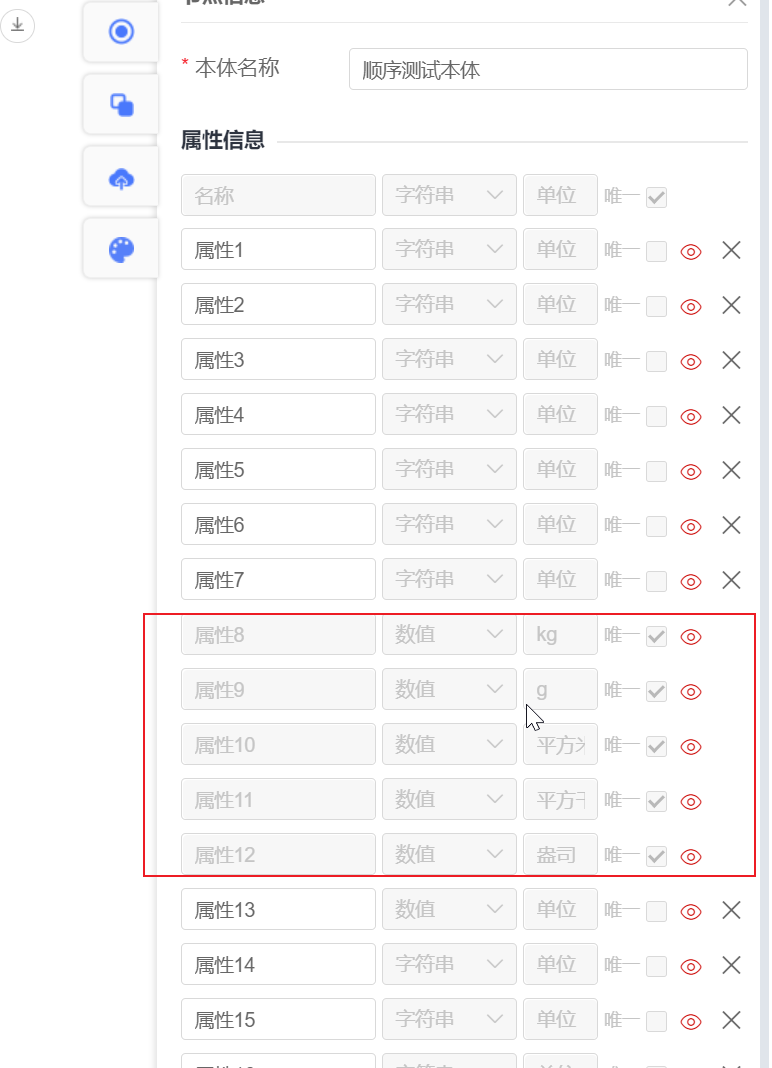 * 本体名称 顺序测试本体
属性信息
名称 字符串 单位 唯一
属性1 字符串 单位 唯一
属性2 字符串 单位 唯一
属性3 字符串 单位 唯一
属性4 字符串 单位 唯一
属性5 字符串 单位 唯一
属性6 字符串 单位 唯一
属性7 字符串 单位 唯一
属性8 数值 kg 唯一
属性9 数值 g 唯一
属性10 数值 平方 唯一
属性11 数值 平方 唯一
属性12 数值 盎司 唯一
属性13 数值 单位 唯一
属性14 字符串 单位 唯一
属性15 字符串 单位 唯一